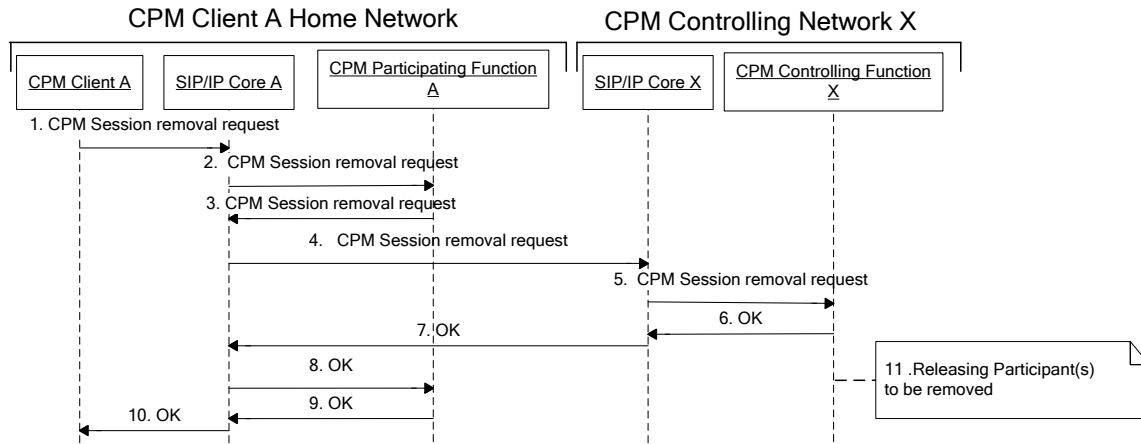 CPM Client A Home Network
CPM Controlling Network X
CPM Client A
SIP/IP Core A
CPM Participating Function
A
SIP/IP Core X
CPM Controlling Function
X
1. CPM Session removal request
2. CPM Session removal request
3. CPM Session removal request
4. CPM Session removal request
5. CPM Session removal request
6. OK
7. OK
8. OK
9. OK
10. OK
11 .Releasing Participant(s)
to be removed